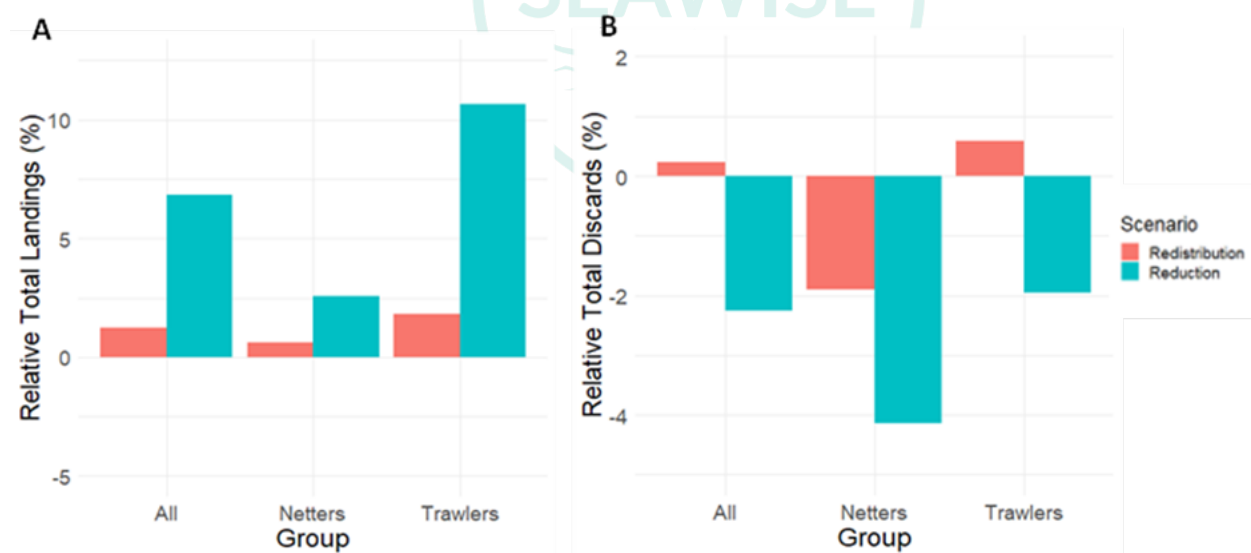 SEAWISE
A
B
Relative Total Landings (%)
10
5
0
-5
All
Netters
Trawlers
Group
Relative Total Discards (%)
2
0
-2
-4
All
Netters
Trawlers
Group
Scenario
Redistribution
Reduction